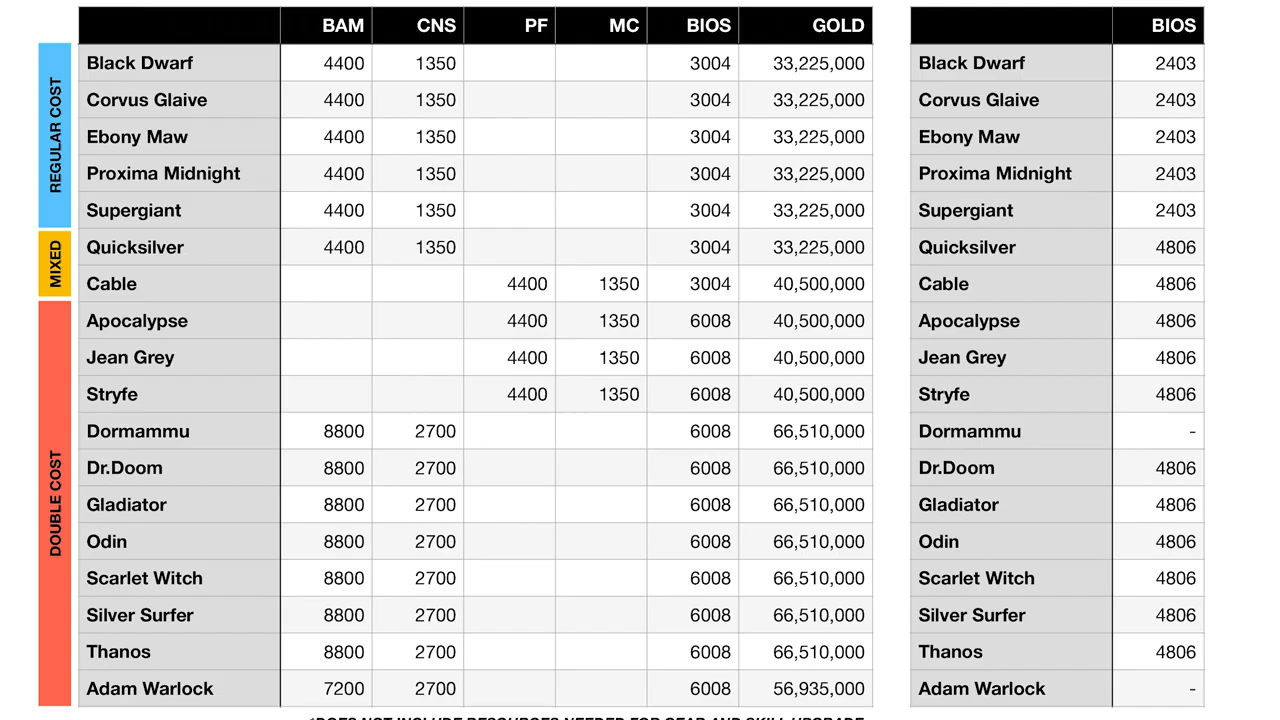 BAM CNS PF MC BIOS GOLD BIOS
REGULAR COST
Black Dwarf 4400 1350 3004 33,225,000 Black Dwarf 2403
Corvus Glaive 4400 1350 3004 33,225,000 Corvus Glaive 2403
Ebony Maw 4400 1350 3004 33,225,000 Ebony Maw 2403
Proxima Midnight 4400 1350 3004 33,225,000 Proxima Midnight 2403
Supergiant 4400 1350 3004 33,225,000 Supergiant 2403
MIXED
Quicksilver 4400 1350 3004 33,225,000 Quicksilver 4806
Cable 4400 1350 3004 40,500,000 Cable 4806
DOUBLE COST
Apocalypse 4400 1350 6008 40,500,000 Apocalypse 4806
Jean Grey 4400 1350 6008 40,500,000 Jean Grey 4806
Stryfe 4400 1350 6008 40,500,000 Stryfe 4806
Dormammu 8800 2700 6008 66,510,000 Dormammu -
Dr.Doom 8800 2700 6008 66,510,000 Dr.Doom 4806
Gladiator 8800 2700 6008 66,510,000 Gladiator 4806
Odin 8800 2700 6008 66,510,000 Odin 4806
Scarlet Witch 8800 2700 6008 66,510,000 Scarlet Witch 4806
Silver Surfer 8800 2700 6008 66,510,000 Silver Surfer 4806
Thanos 8800 2700 6008 66,510,000 Thanos 4806
Adam Warlock 7200 2700 6008 56,935,000 Adam Warlock -
*DOES NOT INCLUDE RESOURCES NEEDED FOR GEAR AND SKILL UPGRADE